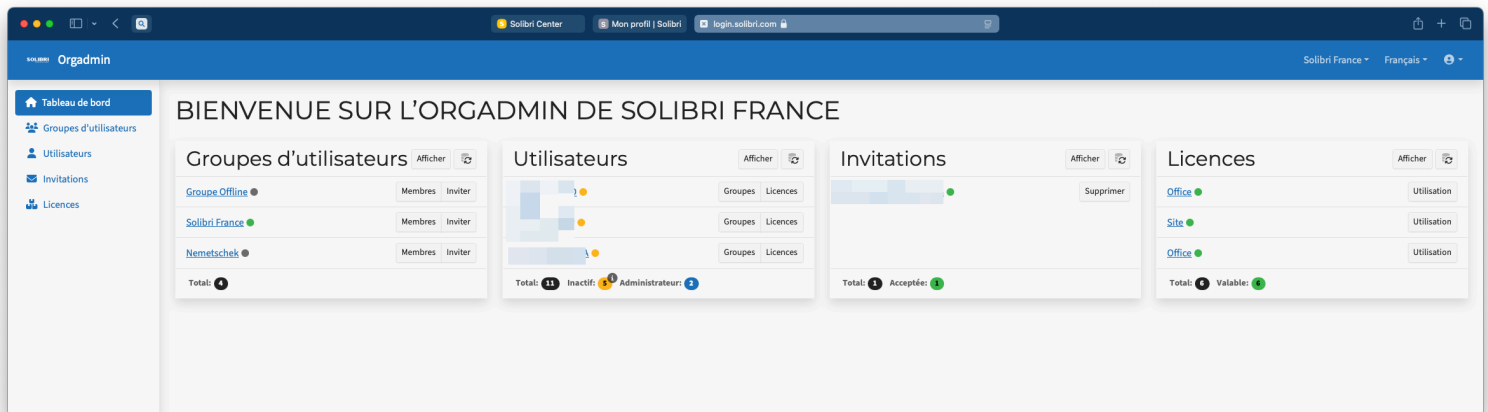 Solibri Center
Mon profil | Solibri
login.solibri.com
SOLIBRI Orgadmin
Solibri France
Français
Tableau de bord
Groupes d'utilisateurs
Utilisateurs
Invitations
Licences
BIENVENUE SUR L'ORGADMIN DE SOLIBRI FRANCE
Groupes d'utilisateurs Afficher
Groupe Offline Membres Inviter
Solibri France Membres Inviter
Nemetschek Membres Inviter
Total: 4
Utilisateurs Afficher
Groupes Licences
Groupes Licences
Groupes Licences
Total: 11 Inactif: 5 i Administrateur: 2
Invitations Afficher
Supprimer
Total: 1 Acceptée: 1
Licences Afficher
Office Utilisation
Site Utilisation
Office Utilisation
Total: 6 Valable: 6